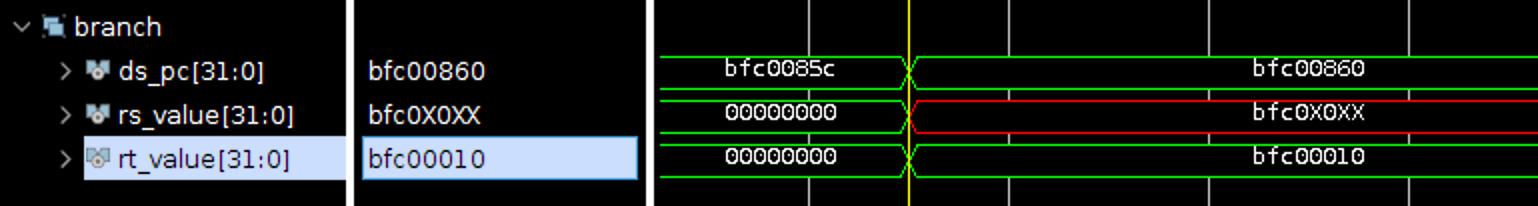 branch
ds_pc[31:0] bfc00860 bfc0085c bfc00860
rs_value[31:0] bfc0X0XX 00000000 bfc0X0XX
rt_value[31:0] bfc00010 00000000 bfc00010